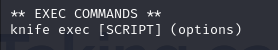 ** EXEC COMMANDS **
knife exec [SCRIPT] (options)